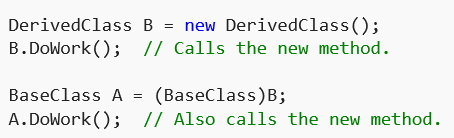 DerivedClass B = new DerivedClass();
B.DoWork();  // Calls the new method.

BaseClass A = (BaseClass)B;
A.DoWork();  // Also calls the new method.